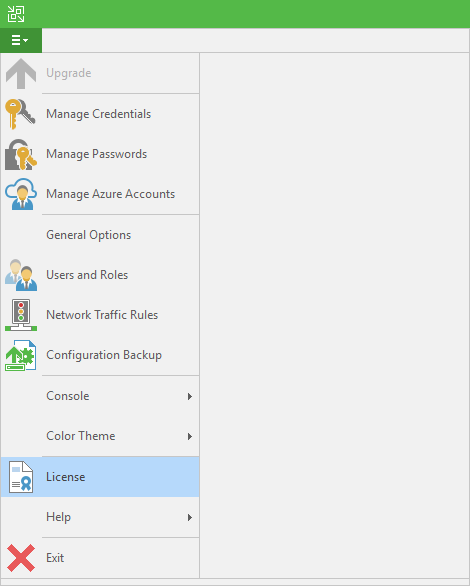 Upgrade
Manage Credentials
Manage Passwords
Manage Azure Accounts
General Options
Users and Roles
Network Traffic Rules
Configuration Backup
Console
Color Theme
License
Help
Exit